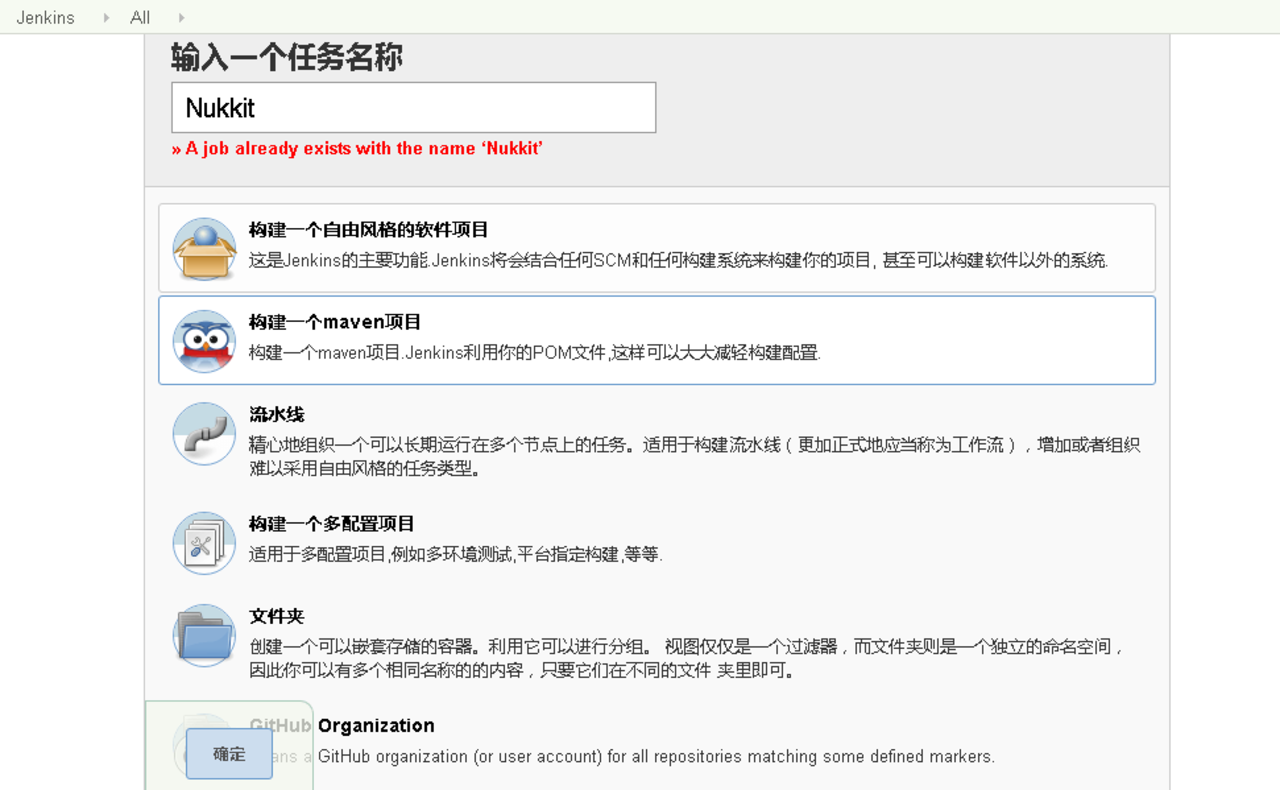 Jenkins All
输入一个任务名称
Nukkit
» A job already exists with the name ‘Nukkit’
构建一个自由风格的软件项目
这是Jenkins的主要功能.Jenkins将会结合任何SCM和任何构建系统来构建你的项目, 甚至可以构建软件以外的系统.
构建一个maven项目
构建一个maven项目.Jenkins利用你的POM文件,这样可以大大减轻构建配置.
流水线
精心地组织一个可以长期运行在多个节点上的任务。适用于构建流水线（更加正式地应当称为工作流），增加或者组织
难以采用自由风格的任务类型。
构建一个多配置项目
适用于多配置项目,例如多环境测试,平台指定构建,等等.
文件夹
创建一个可以嵌套存储的容器。利用它可以进行分组。 视图仅仅是一个过滤器，而文件夹则是一个独立的命名空间，
因此你可以有多个相同名称的的内容，只要它们在不同的文件 夹里即可。
GitHub Organization
GitHub organization (or user account) for all repositories matching some defined markers.
确定